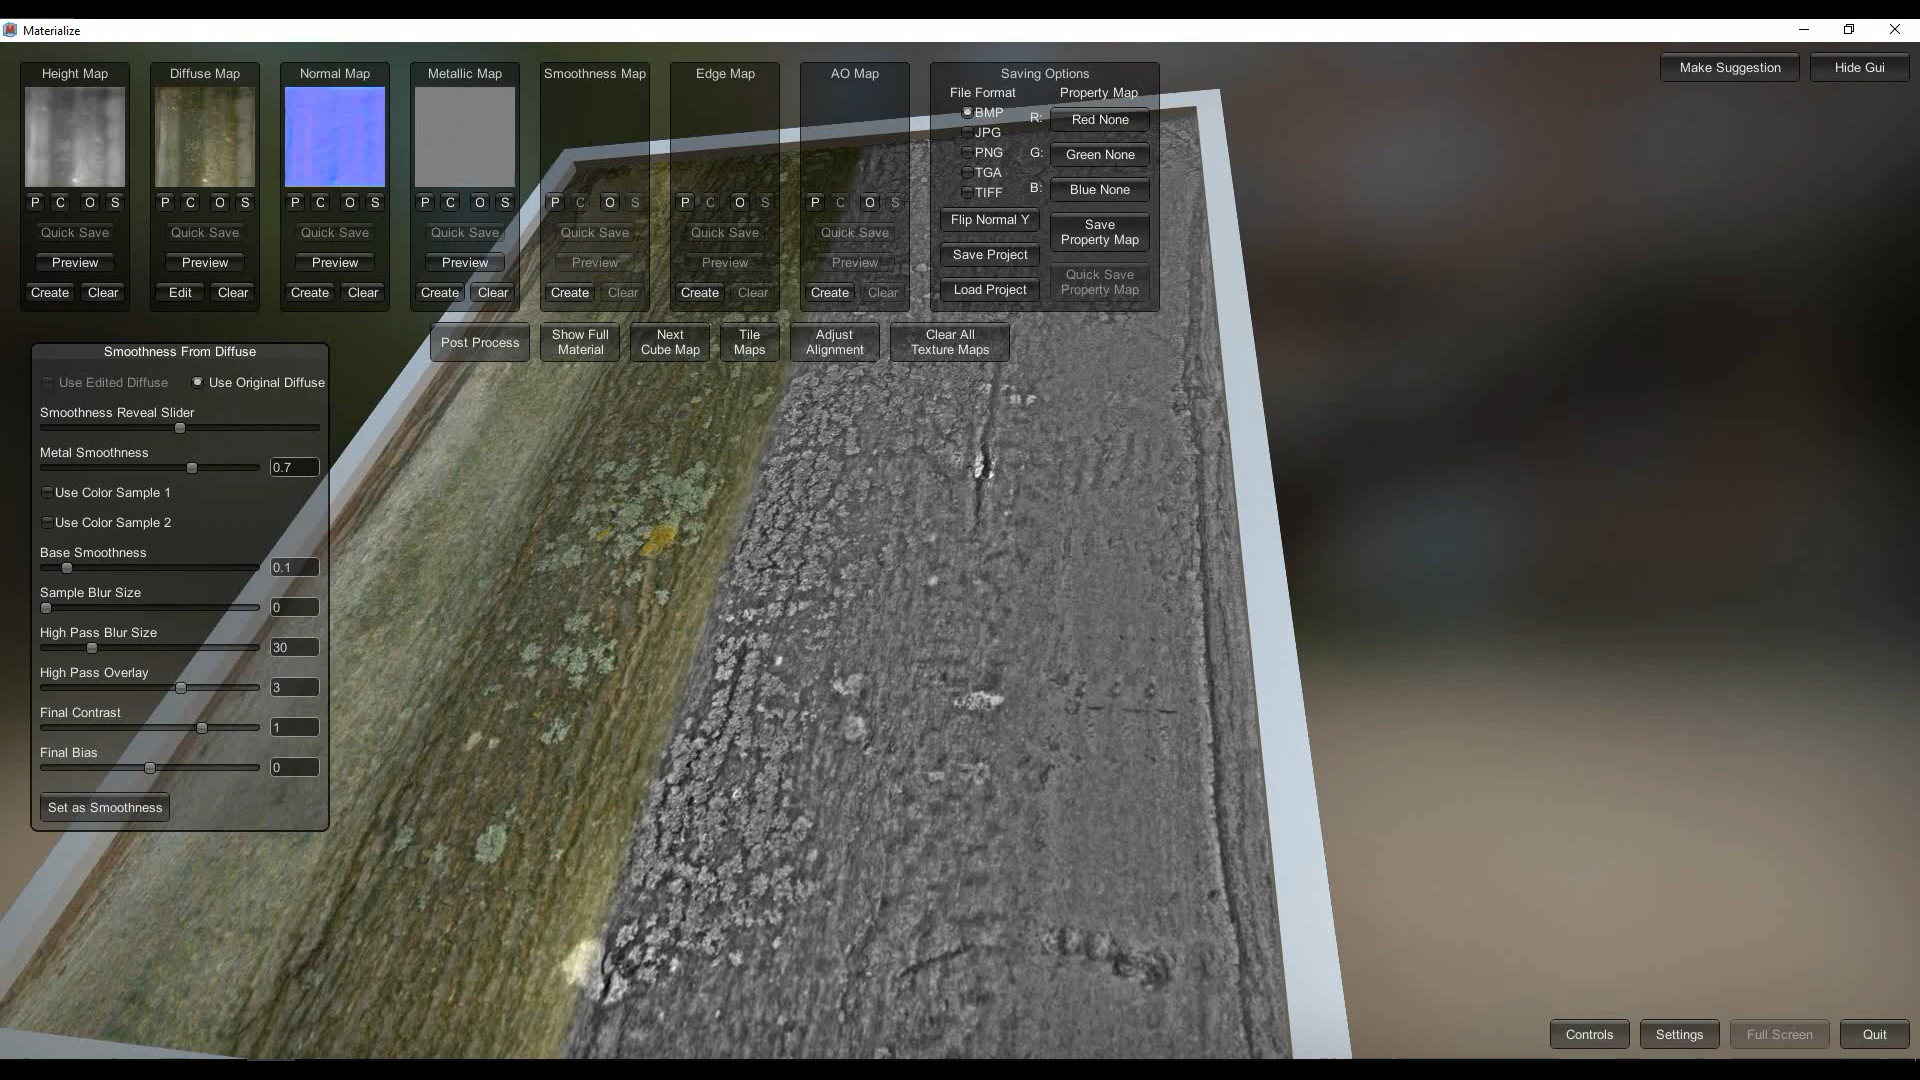 Materialize
Height Map
Diffuse Map
Normal Map
Metallic Map
Smoothness Map
Edge Map
AO Map
Saving Options
Make Suggestion
Hide Gui
File Format
Property Map
BMP
R:
Red None
JPG
PNG
G:
Green None
TGA
TIFF
B:
Blue None
P C O S
P C O S
P C O S
P C O S
P C O S
P C O S
P C O S
Flip Normal Y
Save
Property Map
Quick Save
Quick Save
Quick Save
Quick Save
Quick Save
Quick Save
Quick Save
Save Project
Preview
Preview
Preview
Preview
Preview
Preview
Preview
Quick Save
Property Map
Create Clear
Edit Clear
Create Clear
Create Clear
Create Clear
Create Clear
Create Clear
Load Project
Post Process
Show Full
Material
Next
Cube Map
Tile
Maps
Adjust
Alignment
Clear All
Texture Maps
Smoothness From Diffuse
Use Edited Diffuse
Use Original Diffuse
Smoothness Reveal Slider
Metal Smoothness
0.7
Use Color Sample 1
Use Color Sample 2
Base Smoothness
0.1
Sample Blur Size
0
High Pass Blur Size
30
High Pass Overlay
3
Final Contrast
1
Final Bias
0
Set as Smoothness
Controls
Settings
Full Screen
Quit